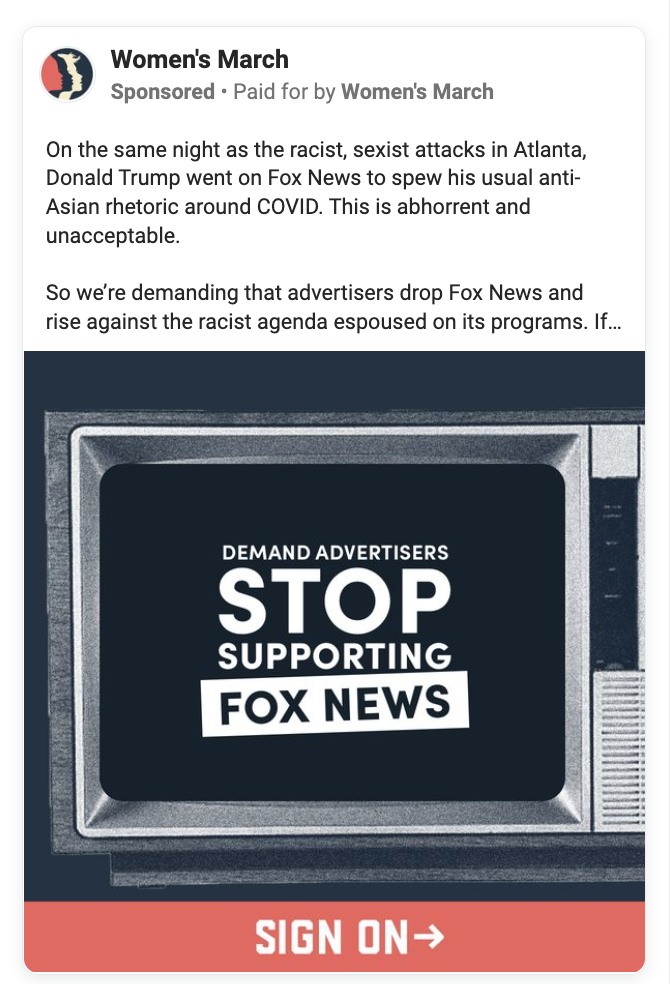 Women's March
Sponsored • Paid for by Women's March
On the same night as the racist, sexist attacks in Atlanta,
Donald Trump went on Fox News to spew his usual anti-
Asian rhetoric around COVID. This is abhorrent and
unacceptable.
So we’re demanding that advertisers drop Fox News and
rise against the racist agenda espoused on its programs. If...
DEMAND ADVERTISERS
STOP
SUPPORTING
FOX NEWS
SIGN ON→